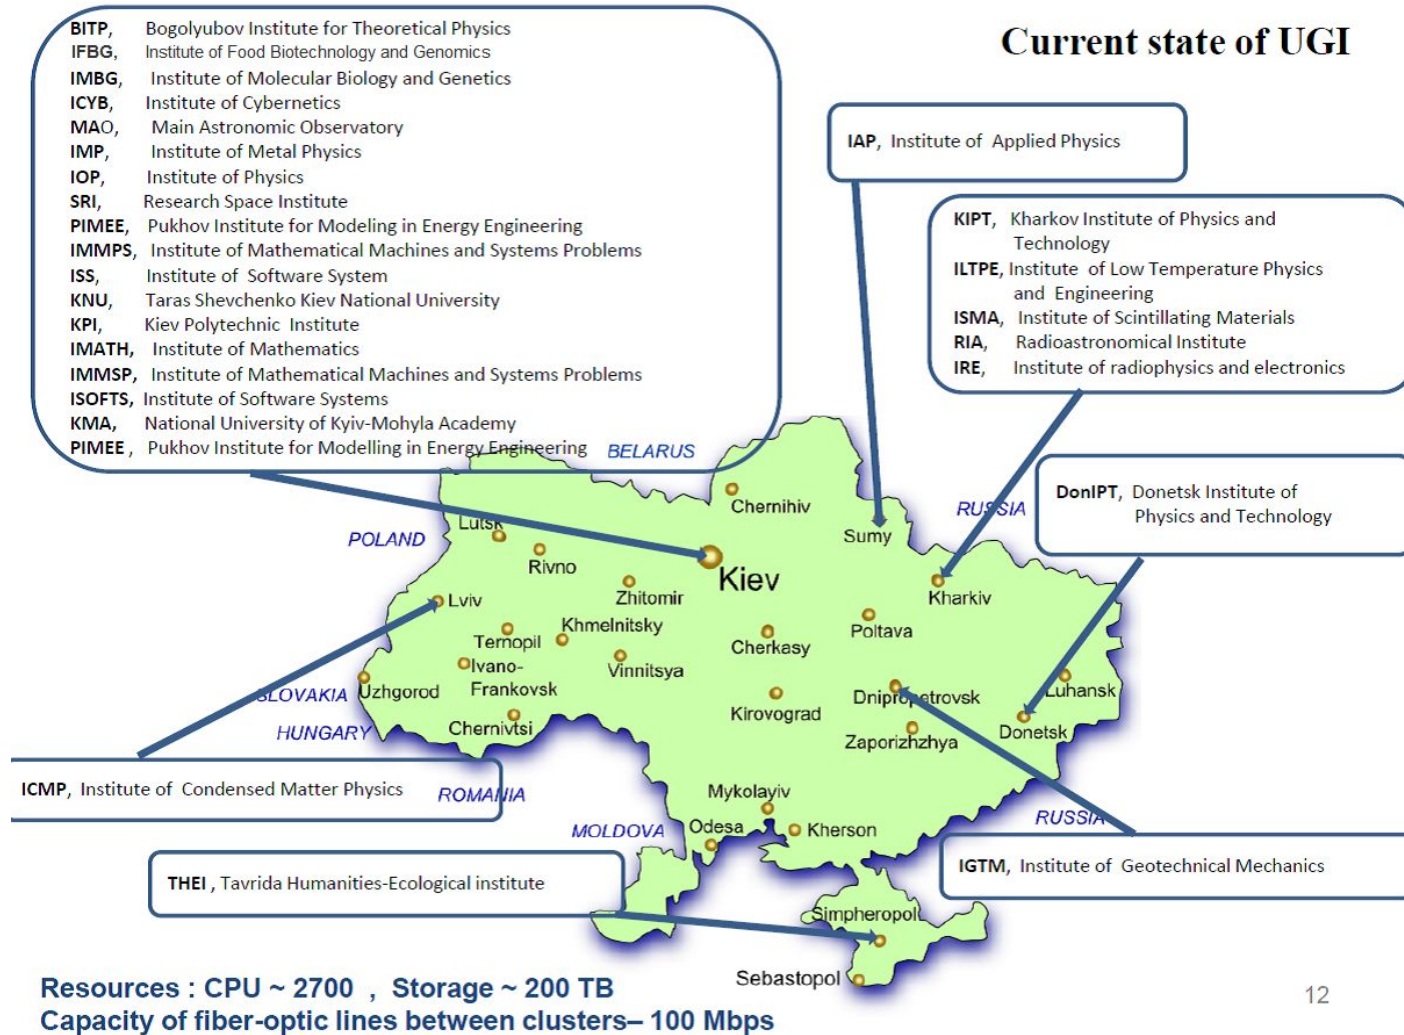 Current state of UGI
BITP, Bogolyubov Institute for Theoretical Physics
IFBG, Institute of Food Biotechnology and Genomics
IMBG, Institute of Molecular Biology and Genetics
ICYB, Institute of Cybernetics
MAO, Main Astronomic Observatory
IMP, Institute of Metal Physics
IOP, Institute of Physics
SRI, Research Space Institute
PIMEE, Pukhov Institute for Modeling in Energy Engineering
IMMPS, Institute of Mathematical Machines and Systems Problems
ISS, Institute of Software System
KNU, Taras Shevchenko Kiev National University
KPI, Kiev Polytechnic Institute
IMATH, Institute of Mathematics
IMMSP, Institute of Mathematical Machines and Systems Problems
ISOFTS, Institute of Software Systems
KMA, National University of Kyiv-Mohyla Academy
PIMEE , Pukhov Institute for Modelling in Energy Engineering
IAP, Institute of Applied Physics
KIPT, Kharkov Institute of Physics and
Technology
ILTPE, Institute of Low Temperature Physics
and Engineering
ISMA, Institute of Scintillating Materials
RIA, Radioastronomical Institute
IRE, Institute of radiophysics and electronics
DonIPT, Donetsk Institute of
Physics and Technology
BELARUS
RUSSIA
POLAND
Chernihiv
Sumy
Lutsk
Rivno
Kiev
Zhitomir
Kharkiv
Lviv
Khmelnitsky
Ternopil
Poltava
Cherkasy
Vinnitsya
Ivano-
Frankovsk
SLOVAKIA
Uzhgorod
Luhansk
Dnipropetrovsk
Kirovograd
Chernivtsi
HUNGARY
Donetsk
Zaporizhzhya
ICMP, Institute of Condensed Matter Physics
ROMANIA
Mykolayiv
MOLDOVA
Odesa
Kherson
RUSSIA
IGTM, Institute of Geotechnical Mechanics
THEI , Tavrida Humanities-Ecological institute
Simpheropol
Sebastopol
Resources : CPU ~ 2700 , Storage ~ 200 TB
Capacity of fiber-optic lines between clusters– 100 Mbps
12